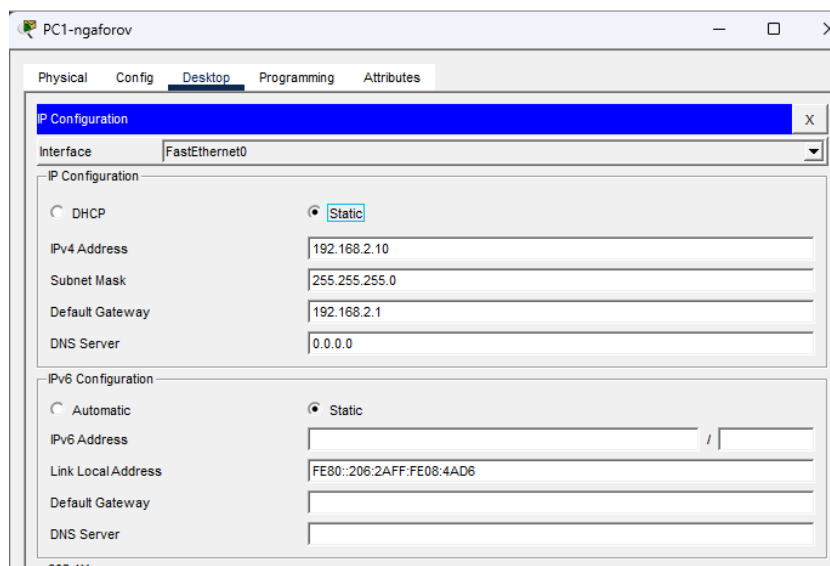 PC1-ngaforov
Physical Config Desktop Programming Attributes
IP Configuration X
Interface FastEthernet0
IP Configuration
DHCP Static
IPv4 Address 192.168.2.10
Subnet Mask 255.255.255.0
Default Gateway 192.168.2.1
DNS Server 0.0.0.0
IPv6 Configuration
Automatic Static
IPv6 Address /
Link Local Address FE80::206:2AFF:FE08:4AD6
Default Gateway
DNS Server